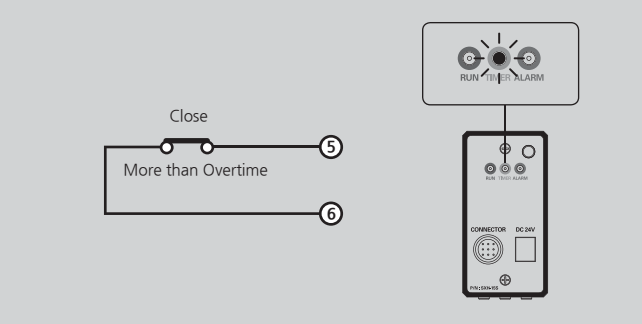 RUN TIMER ALARM
Close
5
More than Overtime
6
RUN TIMER ALARM
CONNECTOR DC 24V